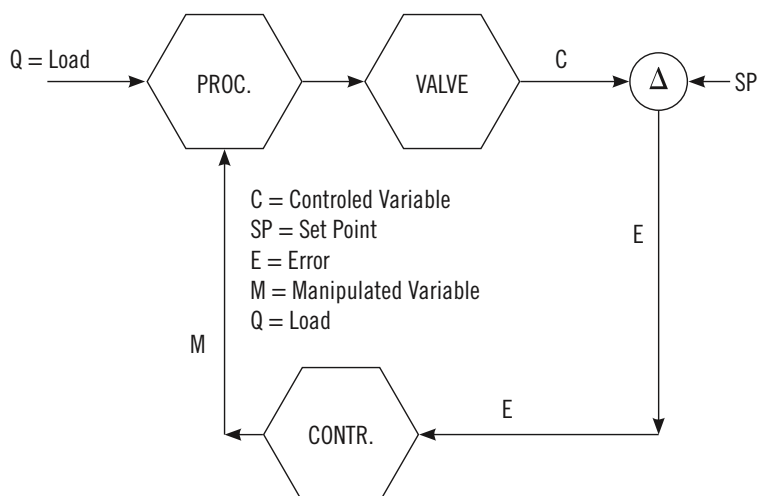 Q = Load
PROC.
VALVE
C
Δ
SP
C = Controled Variable
SP = Set Point
E = Error
M = Manipulated Variable
Q = Load
E
M
CONTR.
E